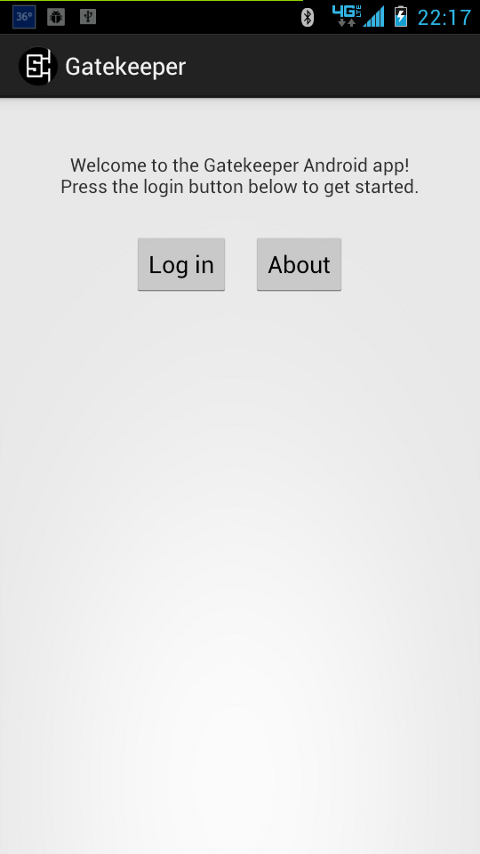 36° 4G LTE 22:17
Gatekeeper
Welcome to the Gatekeeper Android app!
Press the login button below to get started.
Log in
About